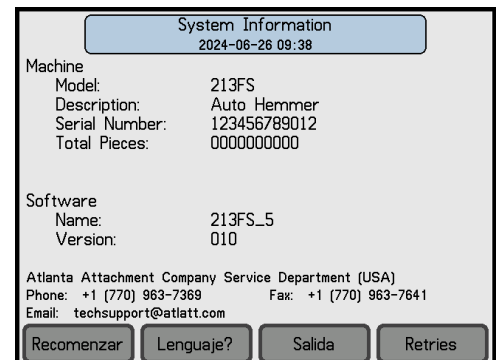 System Information
2024-06-26 09:38
Machine
Model: 213FS
Description: Auto Hemmer
Serial Number: 123456789012
Total Pieces: 0000000000
Software
Name: 213FS_5
Version: 010
Atlanta Attachment Company Service Department (USA)
Phone: +1 (770) 963-7369 Fax: +1 (770) 963-7641
Email: techsupport@atlatt.com
Recomenzar Lenguaje? Salida Retries